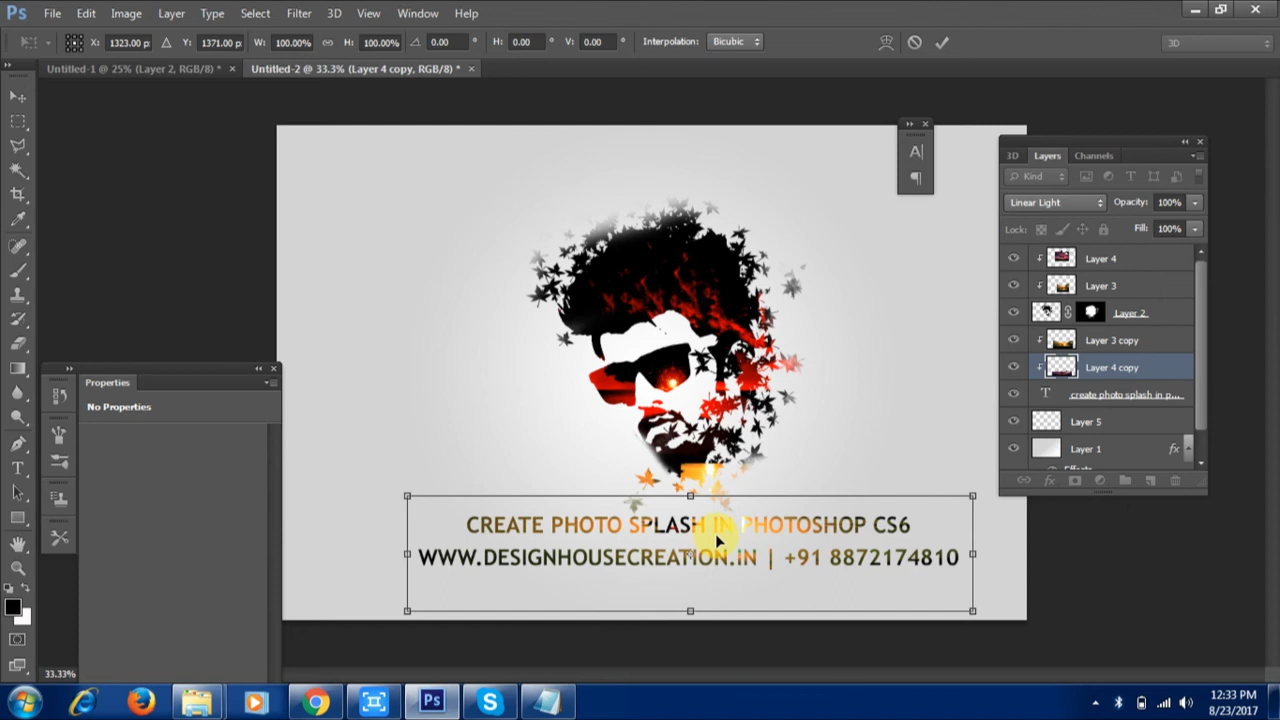 Ps File Edit Image Layer Type Select Filter 3D View Window Help
X: 1323.00 p Y: 1371.00 p W: 100.00% H: 100.00% 0.00 ° H: 0.00 ° V: 0.00 ° Interpolation: Bicubic 3D
Untitled-1 @ 25% (Layer 2, RGB/8) * × Untitled-2 @ 33.3% (Layer 4 copy, RGB/8) * ×
3D Layers Channels
Kind
Linear Light Opacity: 100%
Lock: Fill: 100%
Layer 4
Layer 3
Layer 2
Layer 3 copy
Layer 4 copy
create photo splash in p...
Layer 5
Layer 1 fx
Effects
fx
Properties
No Properties
CREATE PHOTO SPLASH IN PHOTOSHOP CS6
WWW.DESIGNHOUSECREATION.IN | +91 8872174810
33.33%
Ps
12:33 PM
8/23/2017